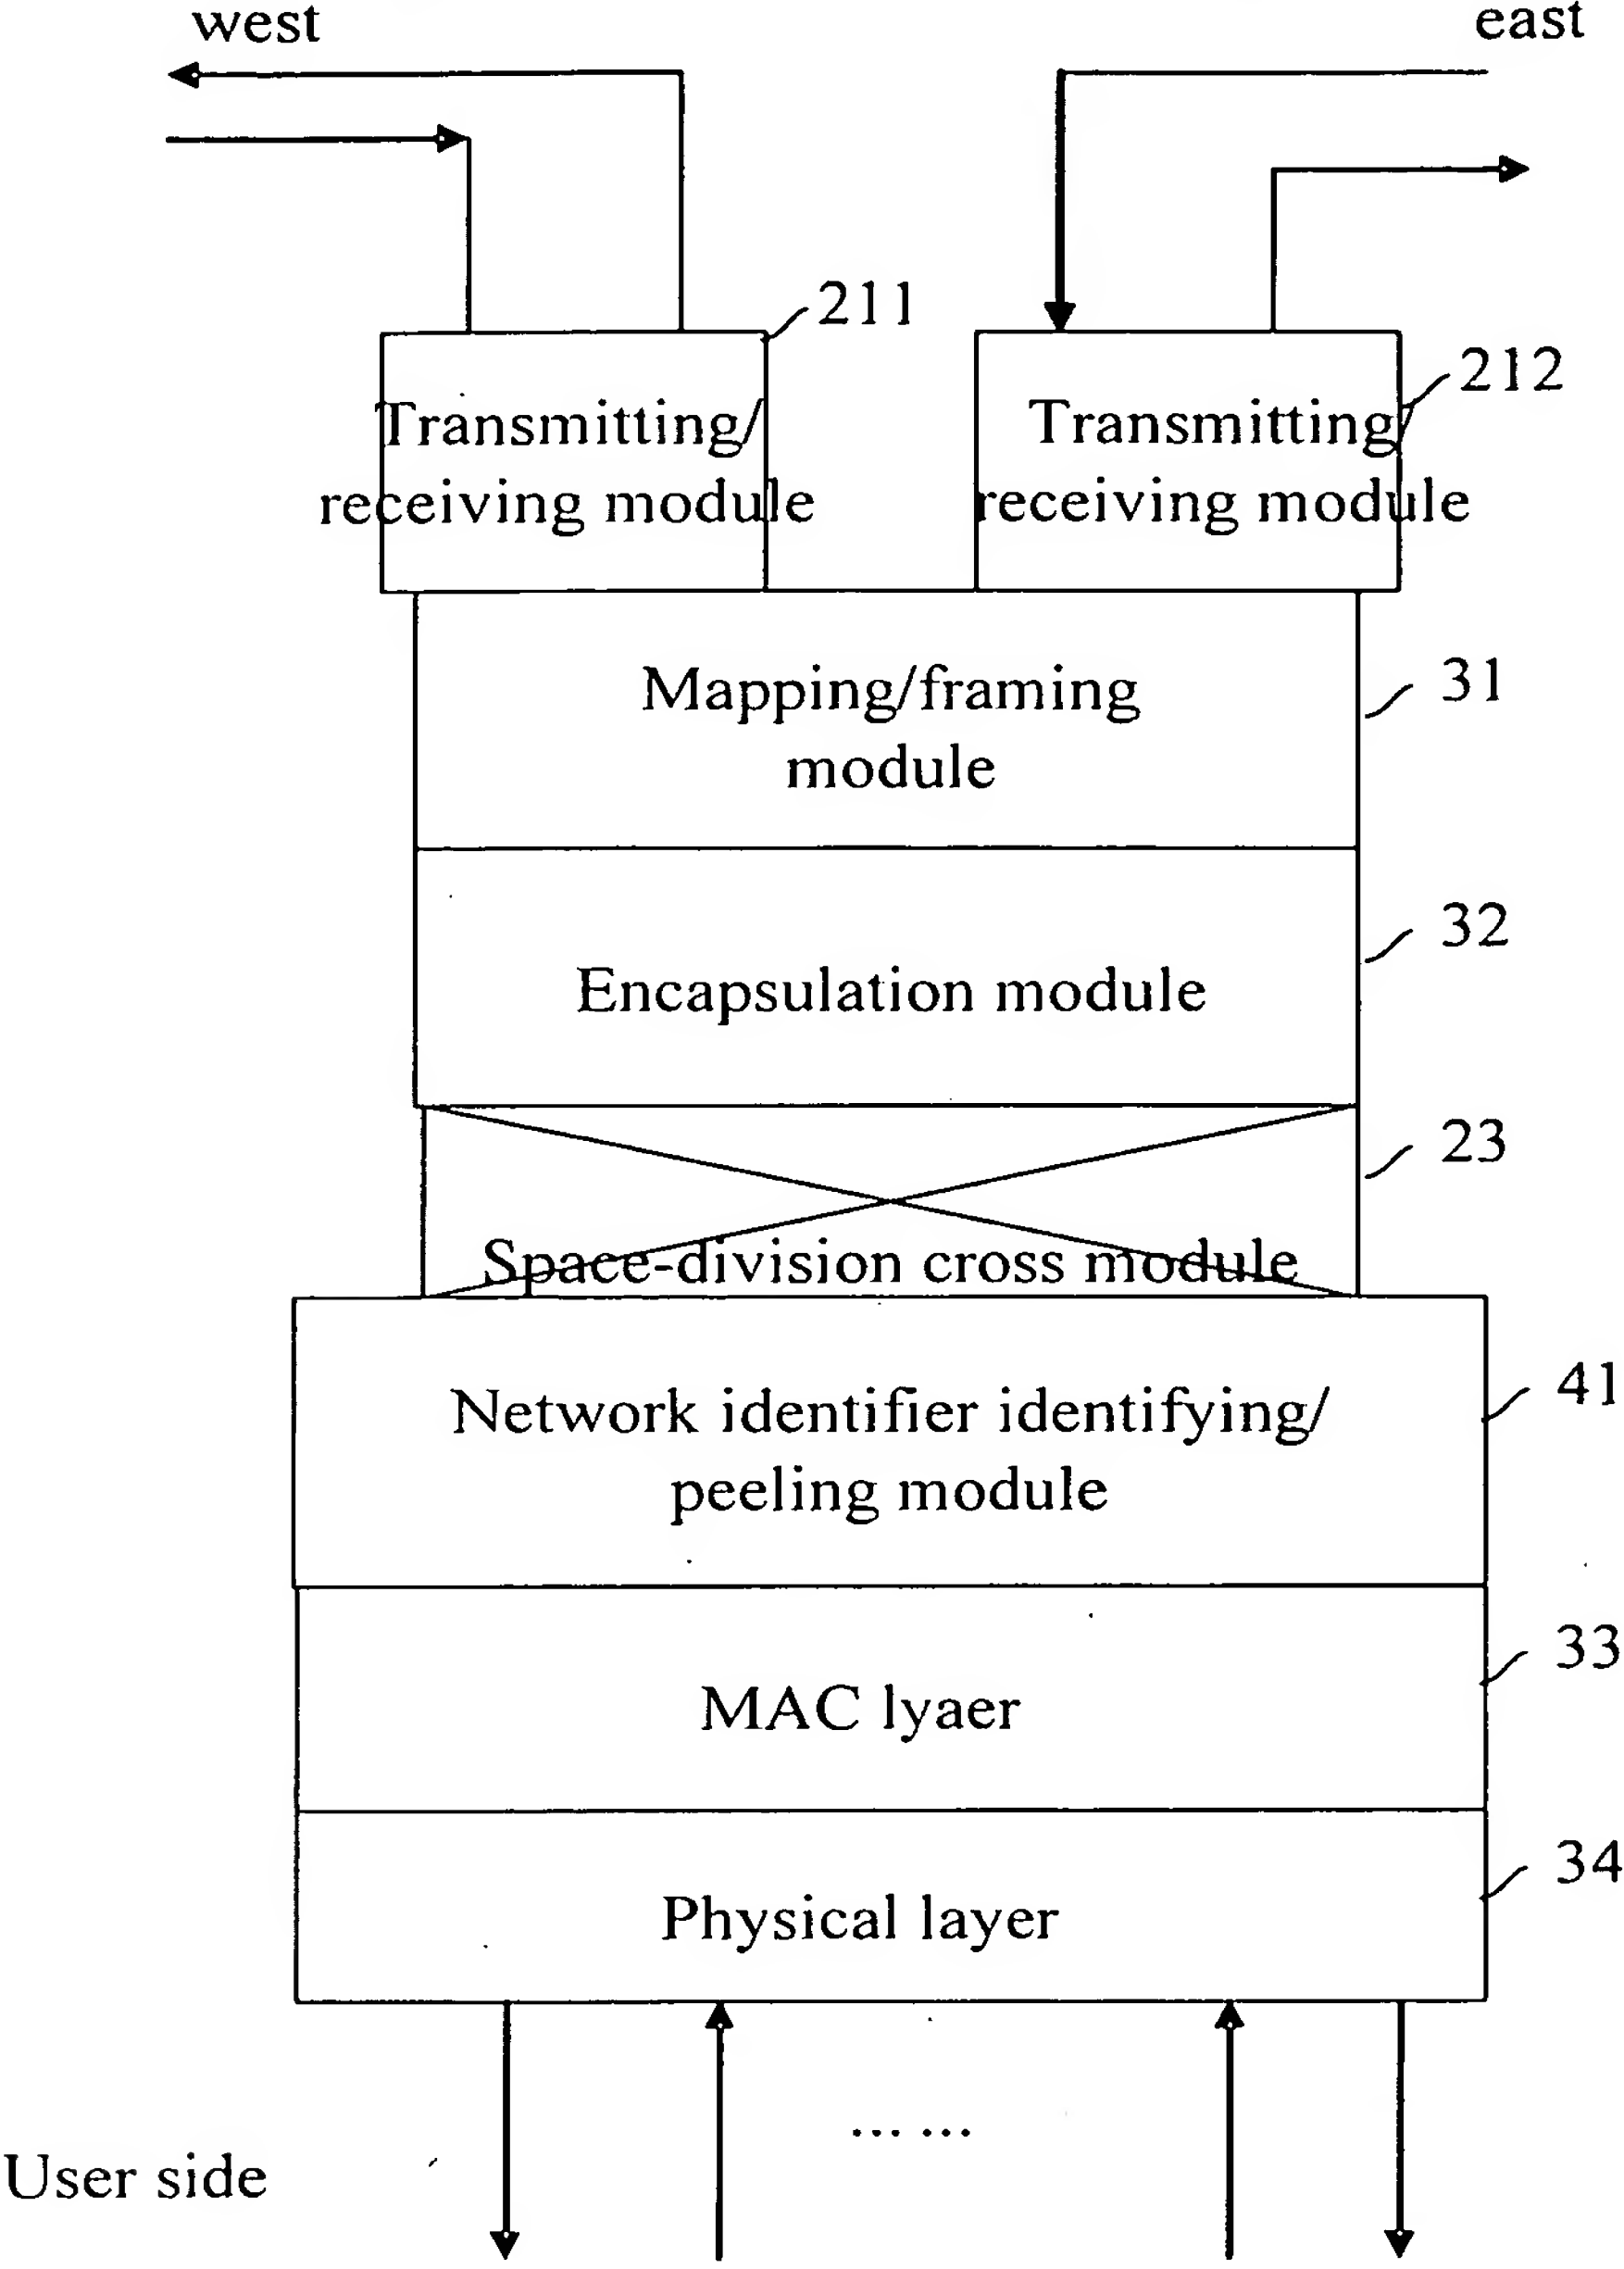 west
east
211
212
Transmitting/
receiving module
Transmitting/
receiving module
Mapping/framing
module
31
Encapsulation module
32
23
Space-division cross module
Network identifier identifying/
peeling module
41
MAC lyaer
33
Physical layer
34
... ...
User side